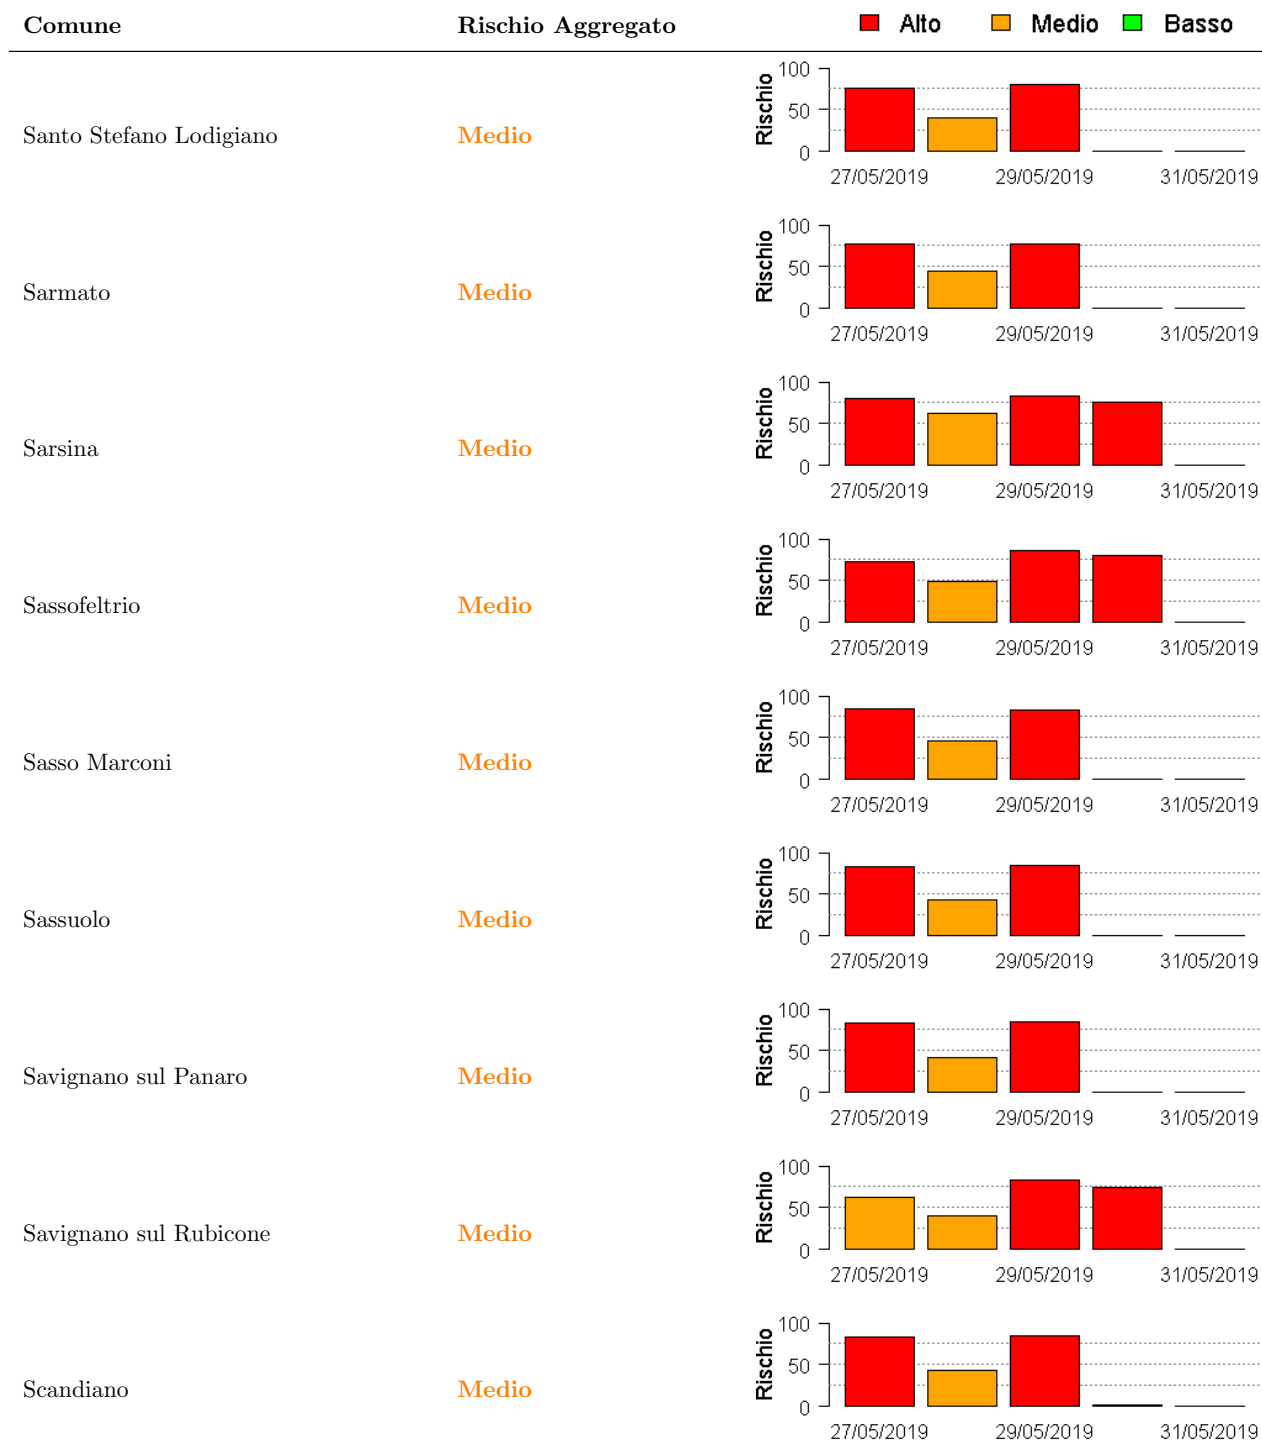 Comune Rischio Aggregato Alto Medio Basso
Santo Stefano Lodigiano Medio
Rischio
100
50
0
27/05/2019 29/05/2019 31/05/2019
Sarmato Medio
Rischio
100
50
0
27/05/2019 29/05/2019 31/05/2019
Sarsina Medio
Rischio
100
50
0
27/05/2019 29/05/2019 31/05/2019
Sassofeltrio Medio
Rischio
100
50
0
27/05/2019 29/05/2019 31/05/2019
Sasso Marconi Medio
Rischio
100
50
0
27/05/2019 29/05/2019 31/05/2019
Sassuolo Medio
Rischio
100
50
0
27/05/2019 29/05/2019 31/05/2019
Savignano sul Panaro Medio
Rischio
100
50
0
27/05/2019 29/05/2019 31/05/2019
Savignano sul Rubicone Medio
Rischio
100
50
0
27/05/2019 29/05/2019 31/05/2019
Scandiano Medio
Rischio
100
50
0
27/05/2019 29/05/2019 31/05/2019